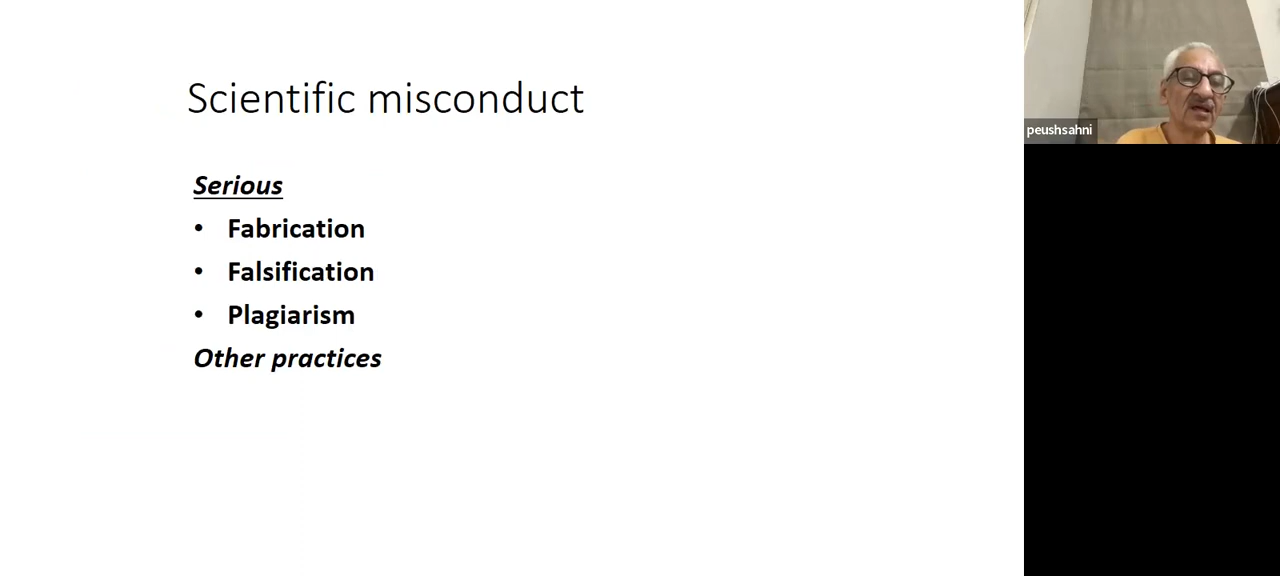 Scientific misconduct
Serious
• Fabrication
• Falsification
• Plagiarism
Other practices
peushsahni